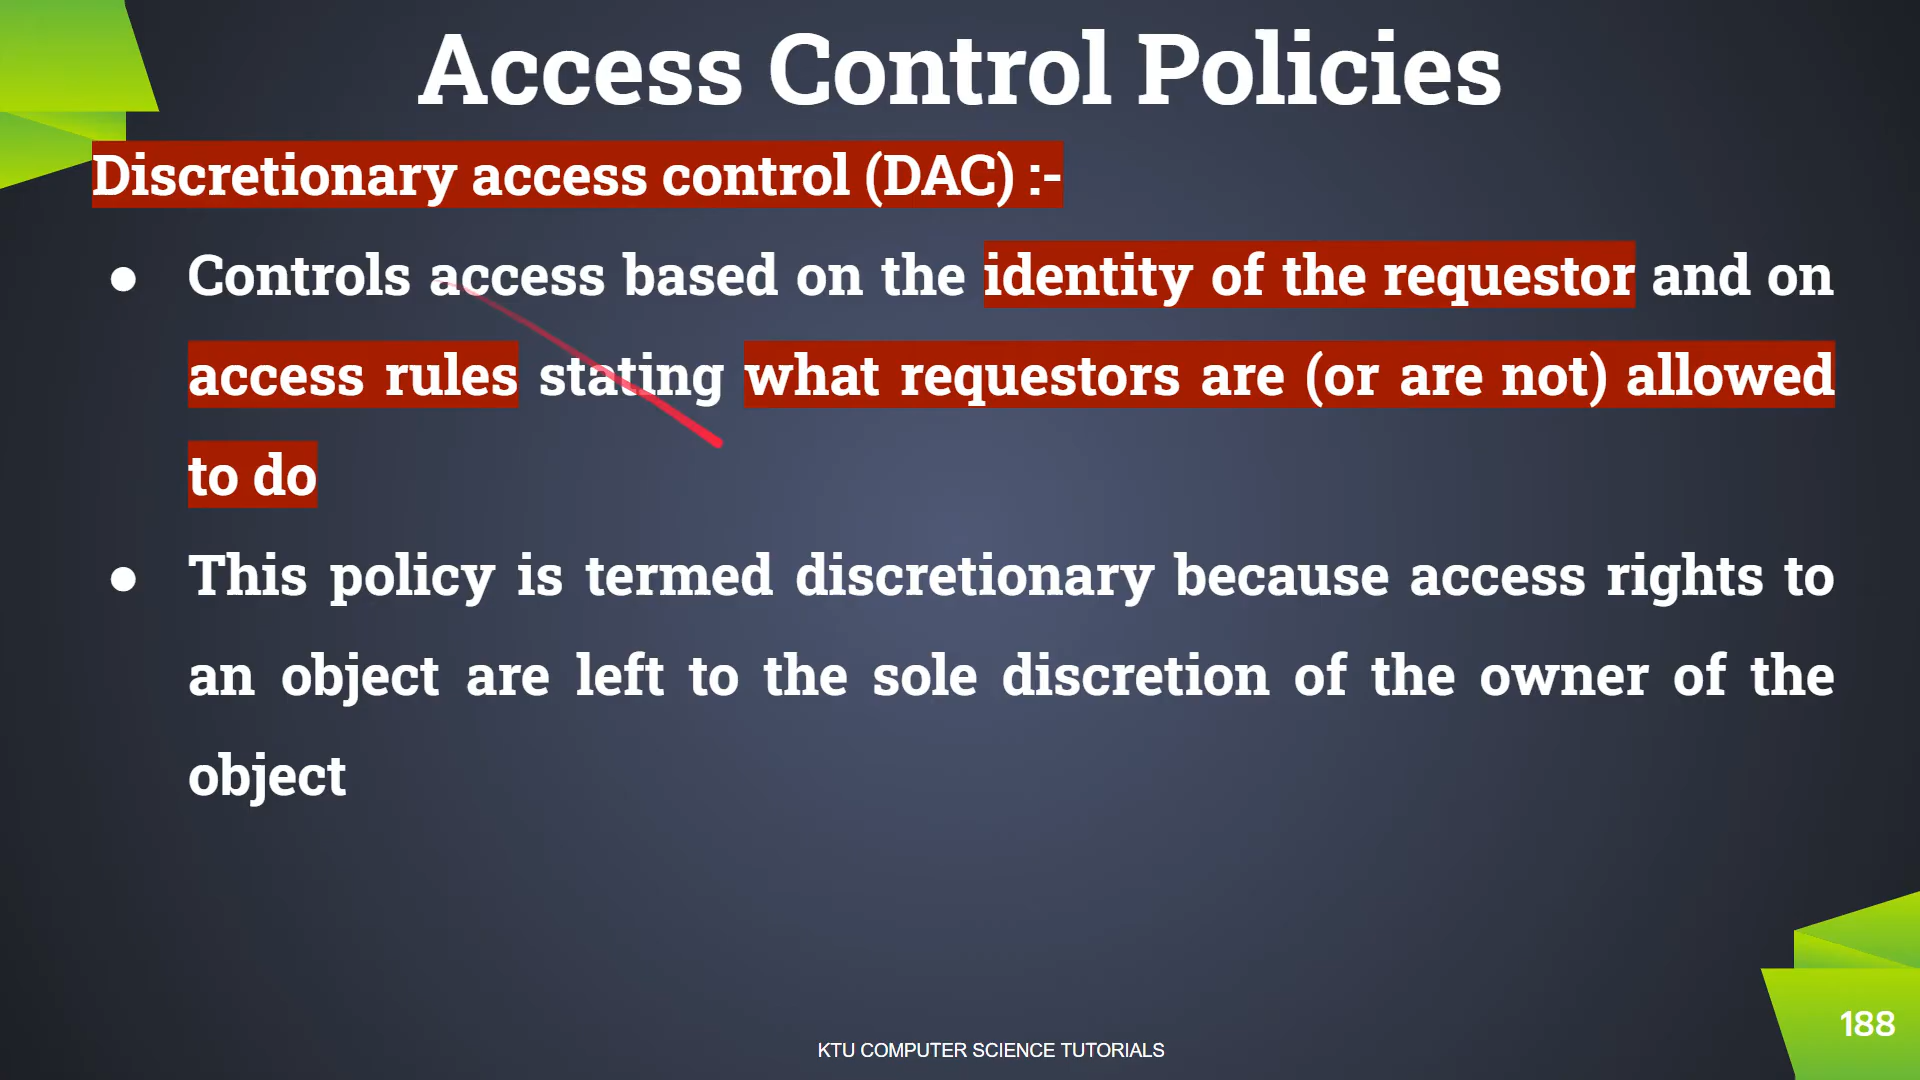 Access Control Policies
Discretionary access control (DAC) :-
● Controls access based on the identity of the requestor and on
access rules stating what requestors are (or are not) allowed
to do
● This policy is termed discretionary because access rights to
an object are left to the sole discretion of the owner of the
object
188
KTU COMPUTER SCIENCE TUTORIALS